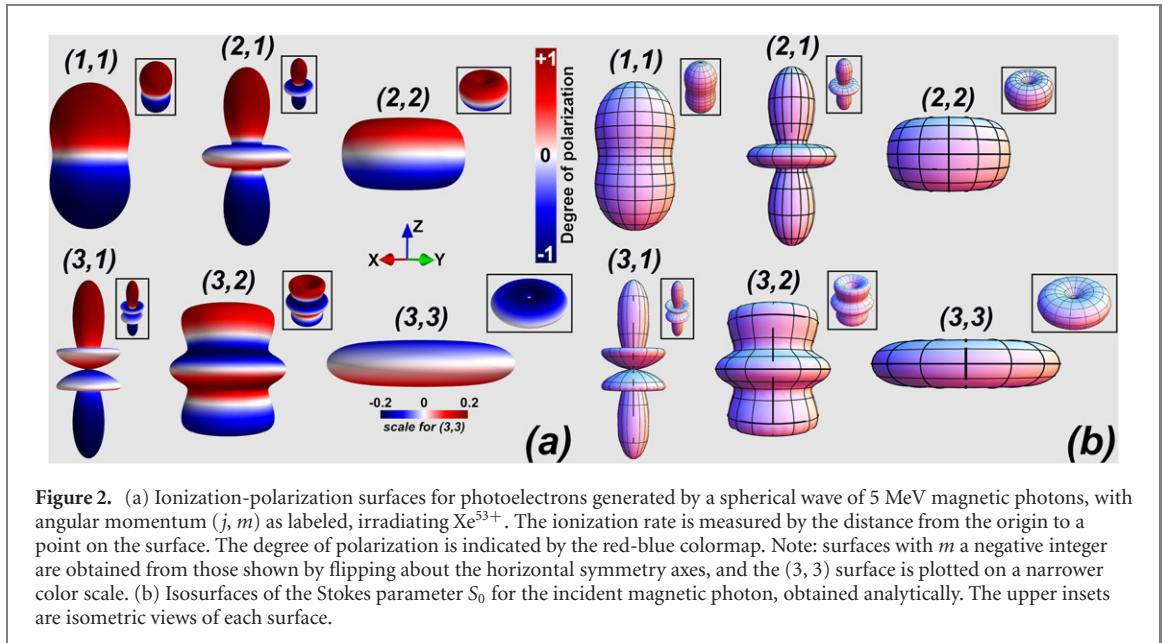 (1,1)
(2,1)
(2,2)
+1
0
-1
Degree of polarization
Z
X
Y
(3,1)
(3,2)
(3,3)
-0.2 0 0.2
scale for (3,3)
(a)
(1,1)
(2,1)
(2,2)
(3,1)
(3,2)
(3,3)
(b)
Figure 2. (a) Ionization-polarization surfaces for photoelectrons generated by a spherical wave of 5 MeV magnetic photons, with
angular momentum (j, m) as labeled, irradiating Xe⁵³⁺. The ionization rate is measured by the distance from the origin to a
point on the surface. The degree of polarization is indicated by the red-blue colormap. Note: surfaces with m a negative integer
are obtained from those shown by flipping about the horizontal symmetry axes, and the (3, 3) surface is plotted on a narrower
color scale. (b) Isosurfaces of the Stokes parameter S₀ for the incident magnetic photon, obtained analytically. The upper insets
are isometric views of each surface.